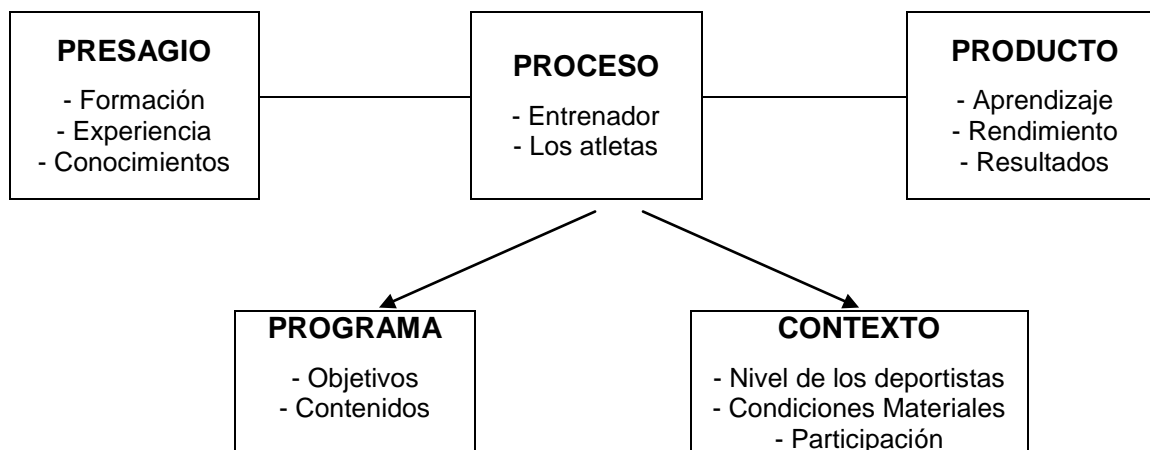 PRESAGIO
- Formación
- Experiencia
- Conocimientos
PROCESO
- Entrenador
- Los atletas
PRODUCTO
- Aprendizaje
- Rendimiento
- Resultados
PROGRAMA
- Objetivos
- Contenidos
CONTEXTO
- Nivel de los deportistas
- Condiciones Materiales
- Participación